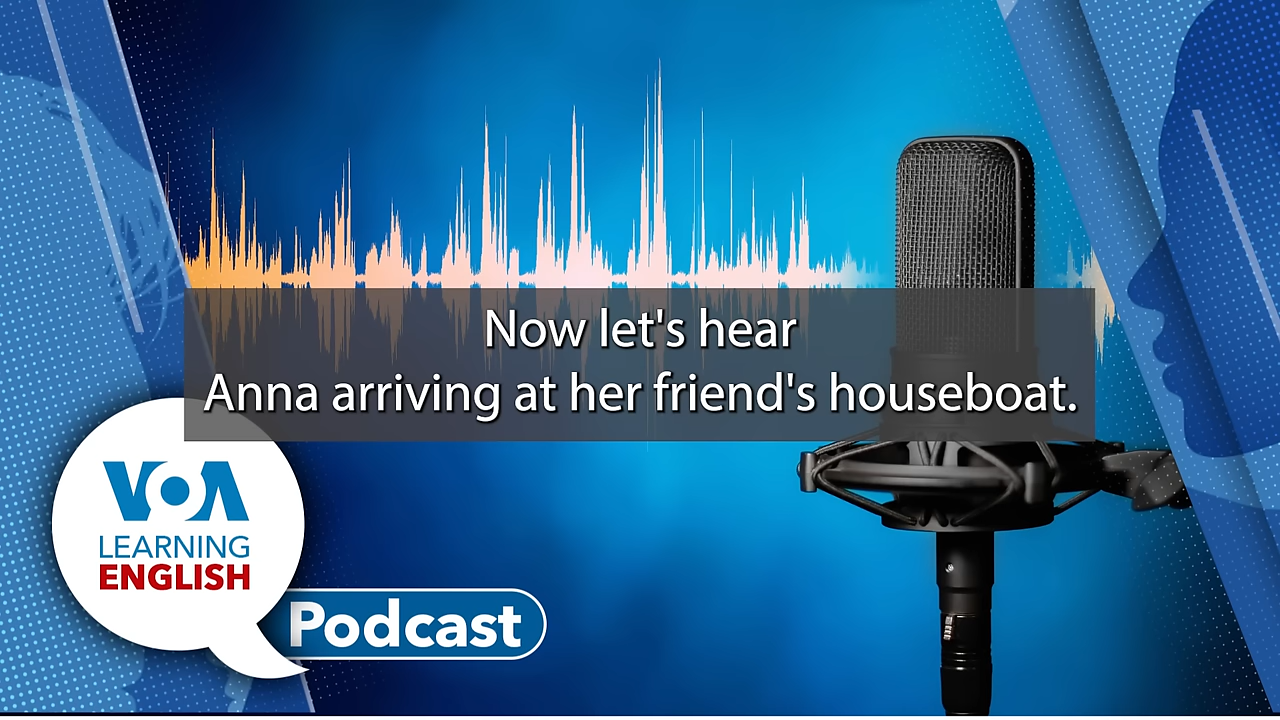 Now let's hear
Anna arriving at her friend's houseboat.
VOA
LEARNING
ENGLISH
Podcast